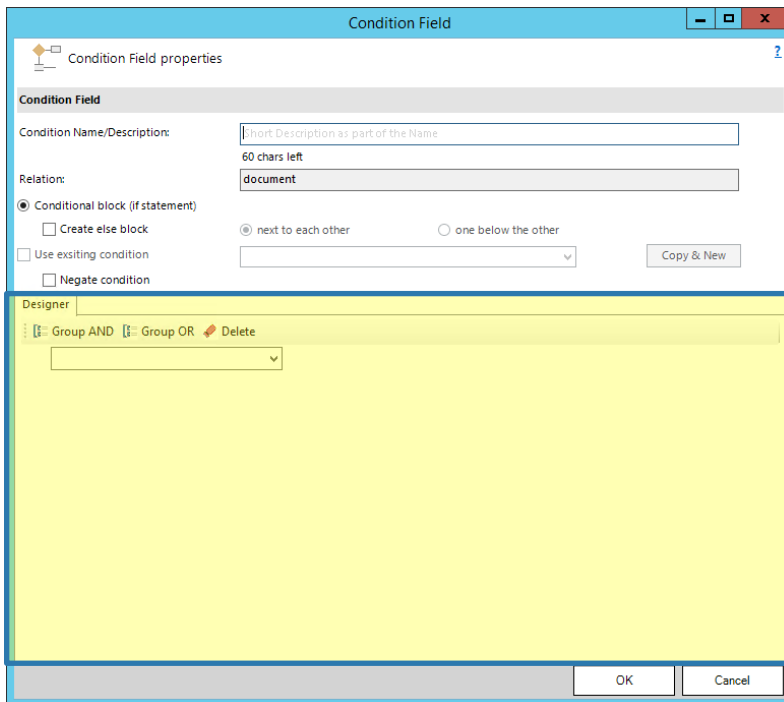 Condition Field
Condition Field properties
?
Condition Field
Condition Name/Description:
Short Description as part of the Name
60 chars left
Relation:
document
Conditional block (if statement)
Create else block
next to each other
one below the other
Use exsiting condition
Copy & New
Negate condition
Designer
Group AND Group OR Delete
OK
Cancel